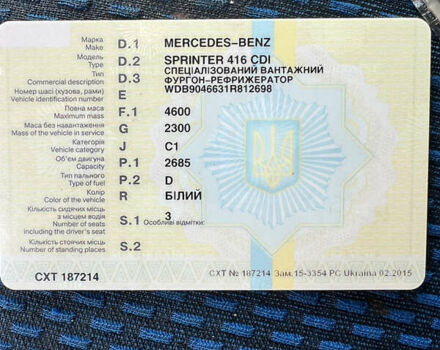 Марка D.1 MERCEDES-BENZ
Make
Модель D.2 SPRINTER 416 CDI
Type
Тип D.3 СПЕЦІАЛІЗОВАНИЙ ВАНТАЖНИЙ
Commercial description ФУРГОН-РЕФРИЖЕРАТОР
Номер шасі (кузова, рами) E WDB9046631R812698
Vehicle identification number
Повна маса F.1 4600
Maximum mass
Маса без навантаження G 2300
Mass of the vehicle in service
Категорія J C1
Vehicle category
Об'єм двигуна P.1 2685
Capacity
Тип пального P.2 D
Type of fuel
Колір R БІЛИЙ
Color of the vehicle
Кількість сидячих місць з місцем водія S.1 3
Number of seats including the driver's seat
Особливі відмітки:
Кількість стоячих місць S.2
Number of standing places
СХТ 187214
СХТ № 187214 Зам.15-3354 PC Ukraina 02.2015